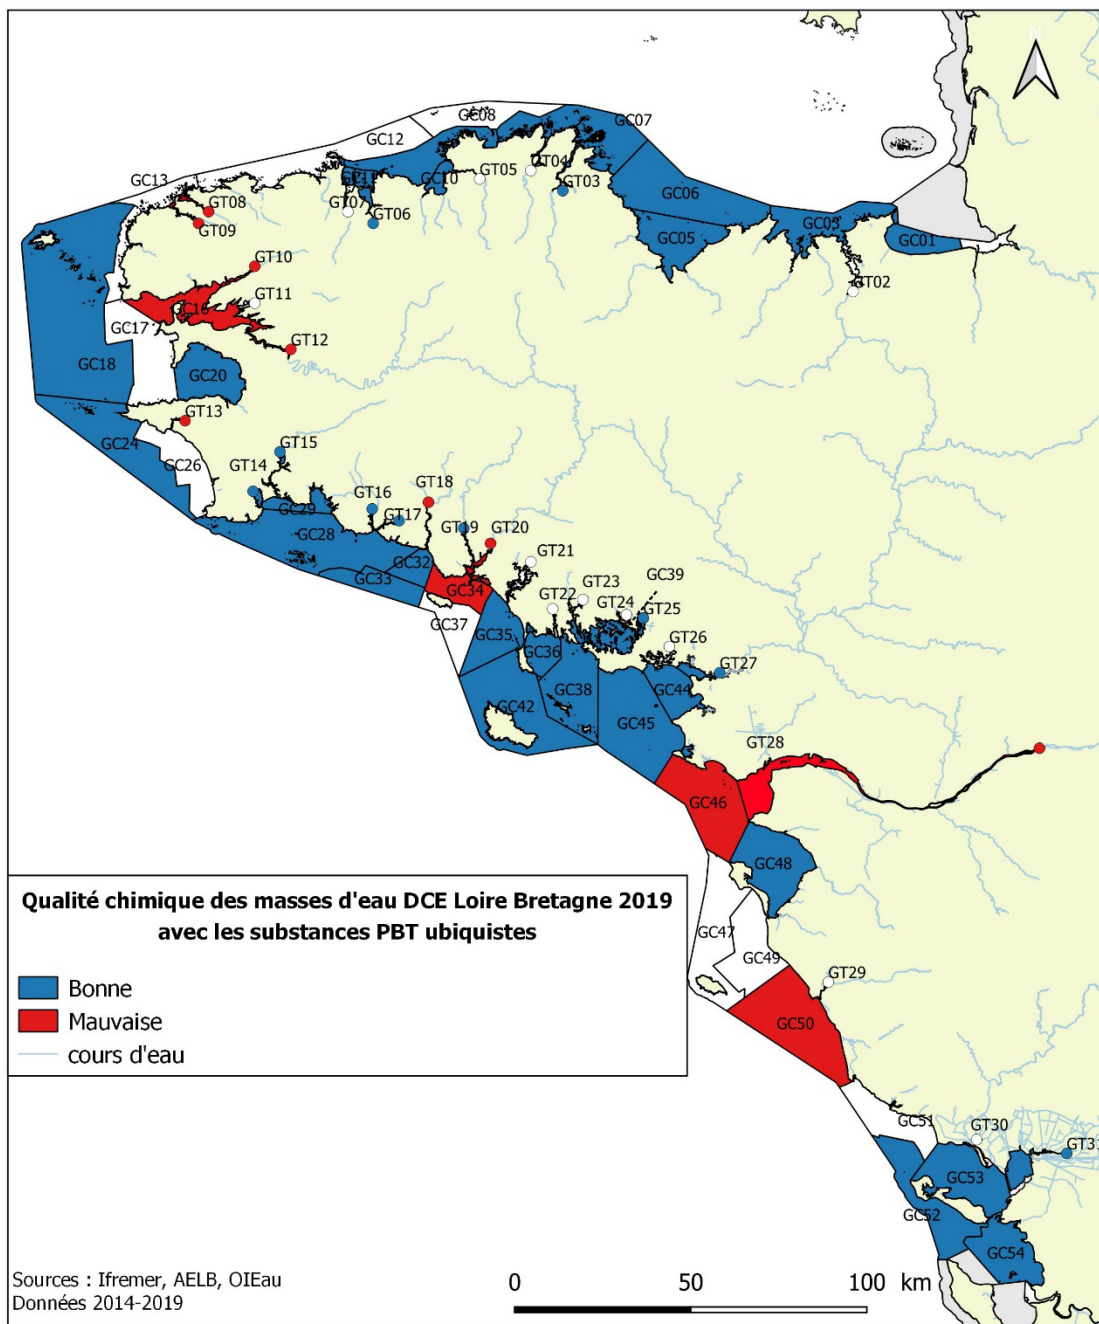 N
GC08
GC07
GC12
GC13
GT04
GT05
GC10
GC11
GT03
GC06
GT08
GT07
GT06
GT09
GC05
GC03
GC01
GT10
GT02
GT11
GC16
GC17
GT12
GC18
GC20
GT13
GC24
GT15
GC26
GT14
GT18
GT16
GC29
GT17
GT19
GT20
GC28
GT21
GC32
GC33
GT23
GC39
GC34
GT22
GT24
GT25
GC37
GC35
GT26
GC36
GT27
GC38
GC44
GC42
GC45
GT28
GC46
GC48
Qualité chimique des masses d'eau DCE Loire Bretagne 2019
avec les substances PBT ubiquistes
Bonne
Mauvaise
cours d'eau
GC47
GC49
GT29
GC50
GC51
GT30
GT31
GC53
GC52
GC54
Sources : Ifremer, AELB, OIEau
Données 2014-2019
0 50 100 km